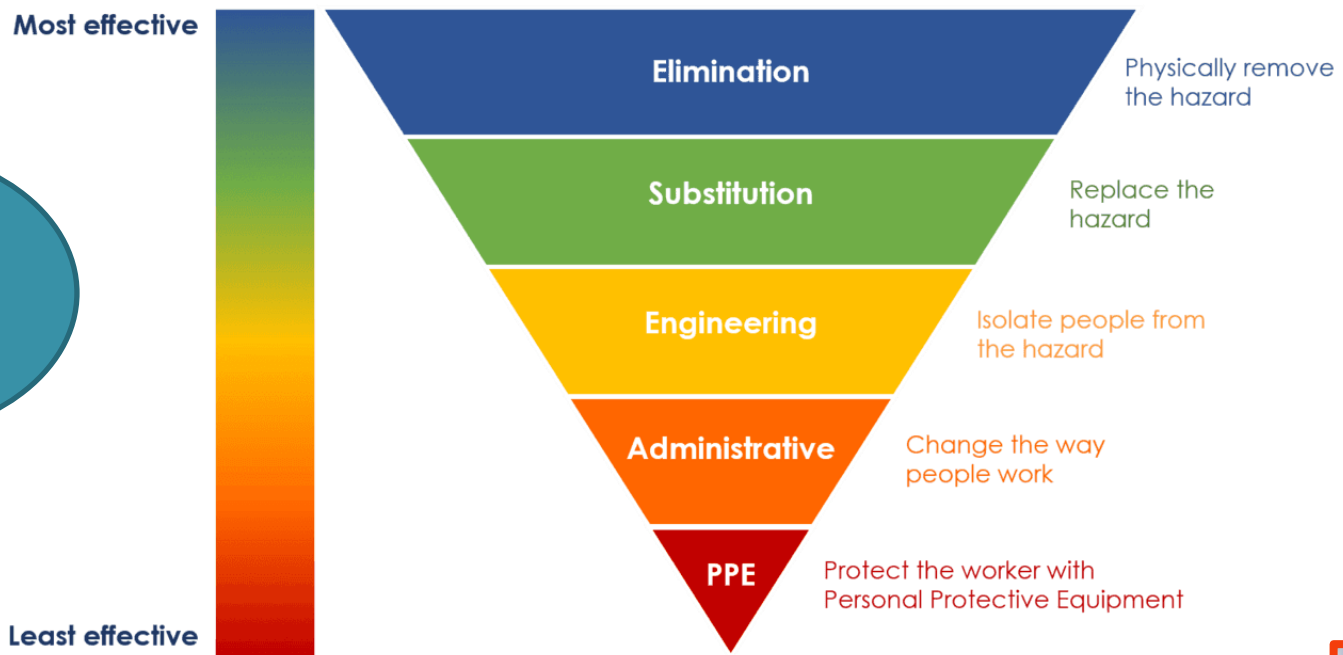 Most effective
Elimination
Physically remove
the hazard
Substitution
Replace the
hazard
Engineering
Isolate people from
the hazard
Administrative
Change the way
people work
PPE
Protect the worker with
Personal Protective Equipment
Least effective